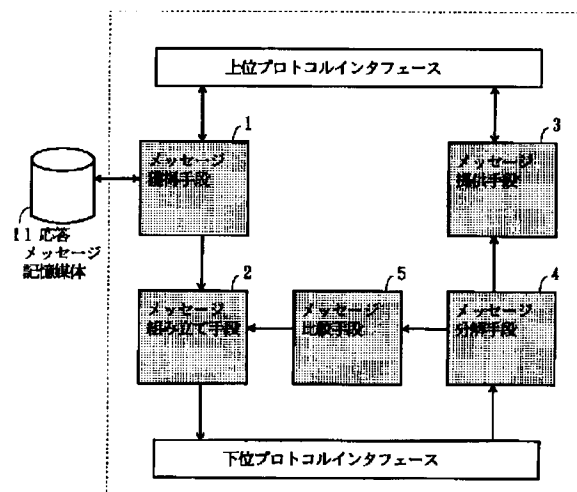 上位プロトコルインタフェース
1
メッセージ
獲得手段
3
メッセージ
提供手段
11 応答
メッセージ
記憶媒体
2
メッセージ
組み立て手段
5
メッセージ
比較手段
4
メッセージ
分解手段
下位プロトコルインタフェース